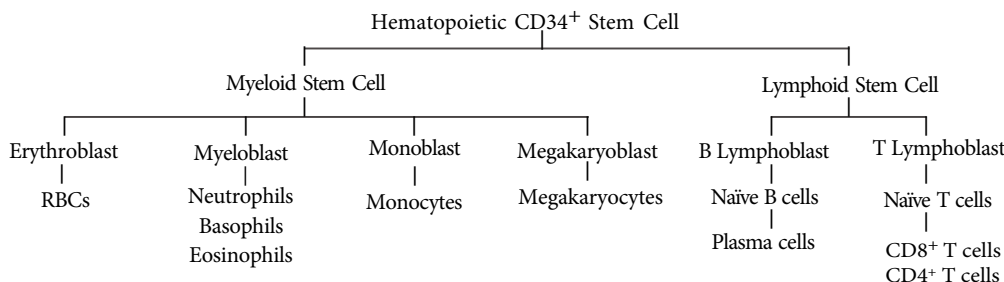 Hematopoietic CD34⁺ Stem Cell
Myeloid Stem Cell
Lymphoid Stem Cell
Erythroblast
Myeloblast
Monoblast
Megakaryoblast
B Lymphoblast
T Lymphoblast
RBCs
Neutrophils
Basophils
Eosinophils
Monocytes
Megakaryocytes
Naïve B cells
Plasma cells
Naïve T cells
CD8⁺ T cells
CD4⁺ T cells